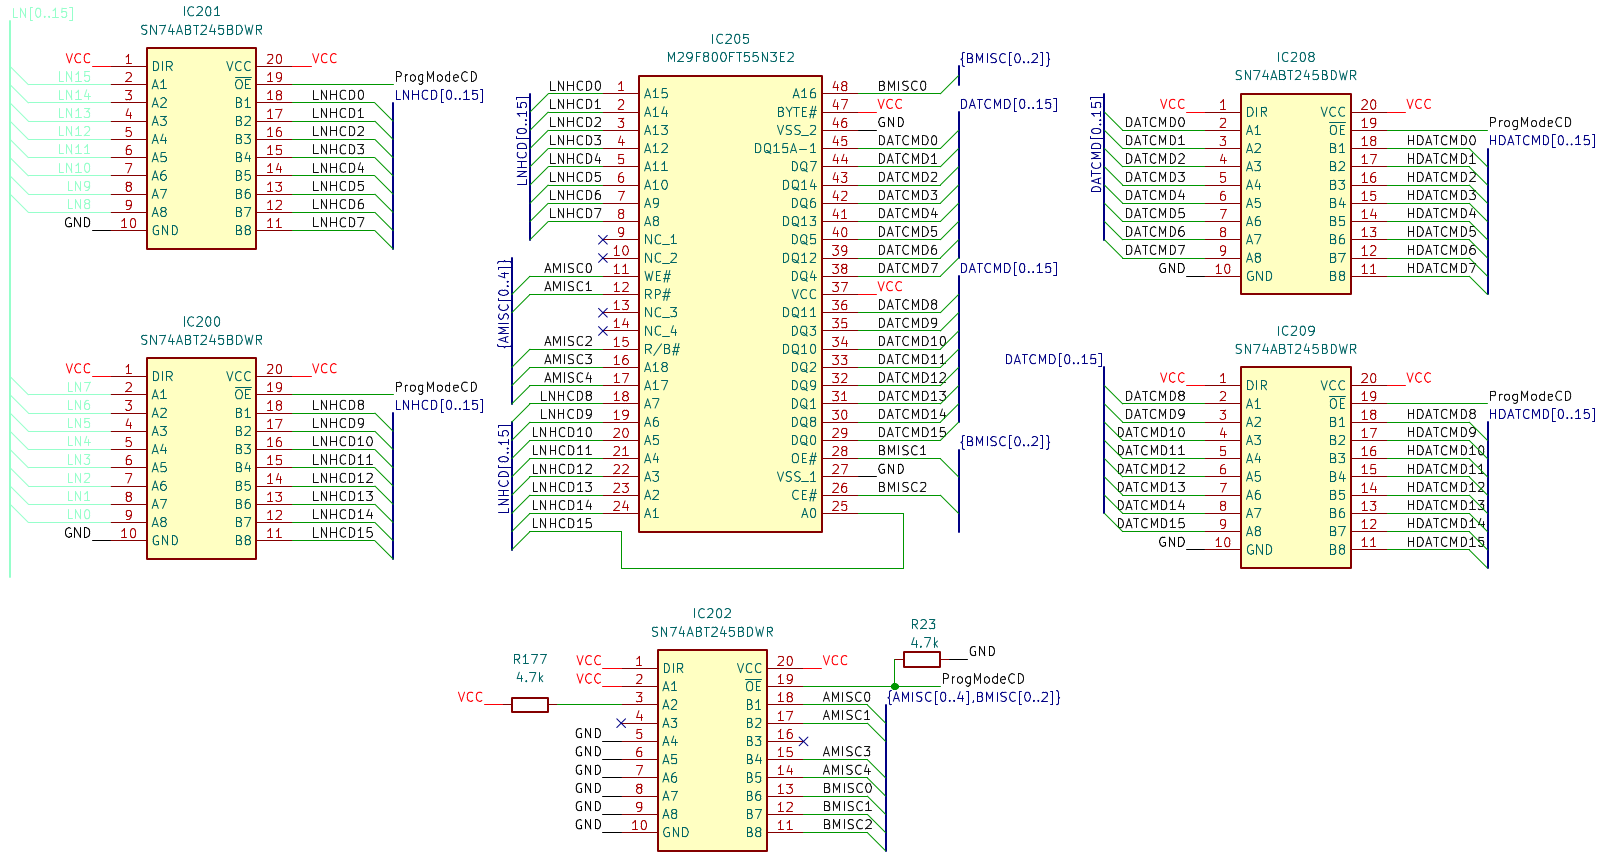 LN[0..15]
IC201
SN74ABT245BDWR
VCC 1 DIR VCC 20 VCC
LN15 2 A1 OE 19 ProgModeCD
LN14 3 A2 B1 18 LNHCD0 LNHCD[0..15]
LN13 4 A3 B2 17 LNHCD1
LN12 5 A4 B3 16 LNHCD2
LN11 6 A5 B4 15 LNHCD3
LN10 7 A6 B5 14 LNHCD4
LN9 8 A7 B6 13 LNHCD5
LN8 9 A8 B7 12 LNHCD6
GND 10 GND B8 11 LNHCD7
IC200
SN74ABT245BDWR
VCC 1 DIR VCC 20 VCC
LN7 2 A1 OE 19 ProgModeCD
LN6 3 A2 B1 18 LNHCD8 LNHCD[0..15]
LN5 4 A3 B2 17 LNHCD9
LN4 5 A4 B3 16 LNHCD10
LN3 6 A5 B4 15 LNHCD11
LN2 7 A6 B5 14 LNHCD12
LN1 8 A7 B6 13 LNHCD13
LN0 9 A8 B7 12 LNHCD14
GND 10 GND B8 11 LNHCD15
IC205
M29F800FT55N3E2
{BMISC[0..2]}
LNHCD[0..15]
DATCMD[0..15]
LNHCD0 1 A15 A16 48 BMISC0
LNHCD1 2 A14 BYTE# 47 VCC
LNHCD2 3 A13 VSS_2 46 GND
LNHCD3 4 A12 DQ15A-1 45 DATCMD0
LNHCD4 5 A11 DQ7 44 DATCMD1
LNHCD5 6 A10 DQ14 43 DATCMD2
LNHCD6 7 A9 DQ6 42 DATCMD3
LNHCD7 8 A8 DQ13 41 DATCMD4
9 NC_1 DQ5 40 DATCMD5
10 NC_2 DQ12 39 DATCMD6
AMISC0 11 WE# DQ4 38 DATCMD7 DATCMD[0..15]
AMISC1 12 RP# VCC 37 VCC
13 NC_3 DQ11 36 DATCMD8
14 NC_4 DQ3 35 DATCMD9
AMISC2 15 R/B# DQ10 34 DATCMD10
AMISC3 16 A18 DQ2 33 DATCMD11
AMISC4 17 A17 DQ9 32 DATCMD12
LNHCD8 18 A7 DQ1 31 DATCMD13
LNHCD9 19 A6 DQ8 30 DATCMD14
LNHCD10 20 A5 DQ0 29 DATCMD15
LNHCD11 21 A4 OE# 28 BMISC1
LNHCD12 22 A3 VSS_1 27 GND
LNHCD13 23 A2 CE# 26 BMISC2
LNHCD14 24 A1 A0 25
LNHCD15
{AMISC[0..4]}
LNHCD[0..15]
{BMISC[0..2]}
IC208
SN74ABT245BDWR
DATCMD[0..15]
VCC 1 DIR VCC 20 VCC
DATCMD0 2 A1 OE 19 ProgModeCD
DATCMD1 3 A2 B1 18 HDATCMD0 HDATCMD[0..15]
DATCMD2 4 A3 B2 17 HDATCMD1
DATCMD3 5 A4 B3 16 HDATCMD2
DATCMD4 6 A5 B4 15 HDATCMD3
DATCMD5 7 A6 B5 14 HDATCMD4
DATCMD6 8 A7 B6 13 HDATCMD5
DATCMD7 9 A8 B7 12 HDATCMD6
GND 10 GND B8 11 HDATCMD7
IC209
SN74ABT245BDWR
DATCMD[0..15]
VCC 1 DIR VCC 20 VCC
DATCMD8 2 A1 OE 19 ProgModeCD
DATCMD9 3 A2 B1 18 HDATCMD8 HDATCMD[0..15]
DATCMD10 4 A3 B2 17 HDATCMD9
DATCMD11 5 A4 B3 16 HDATCMD10
DATCMD12 6 A5 B4 15 HDATCMD11
DATCMD13 7 A6 B5 14 HDATCMD12
DATCMD14 8 A7 B6 13 HDATCMD13
DATCMD15 9 A8 B7 12 HDATCMD14
GND 10 GND B8 11 HDATCMD15
IC202
SN74ABT245BDWR
R23
4.7k
GND
R177
4.7k
VCC
VCC 1 DIR VCC 20 VCC
VCC 2 A1 OE 19 ProgModeCD
3 A2 B1 18 AMISC0 {AMISC[0..4],BMISC[0..2]}
4 A3 B2 17 AMISC1
GND 5 A4 B3 16
GND 6 A5 B4 15 AMISC3
GND 7 A6 B5 14 AMISC4
GND 8 A7 B6 13 BMISC0
GND 9 A8 B7 12 BMISC1
GND 10 GND B8 11 BMISC2